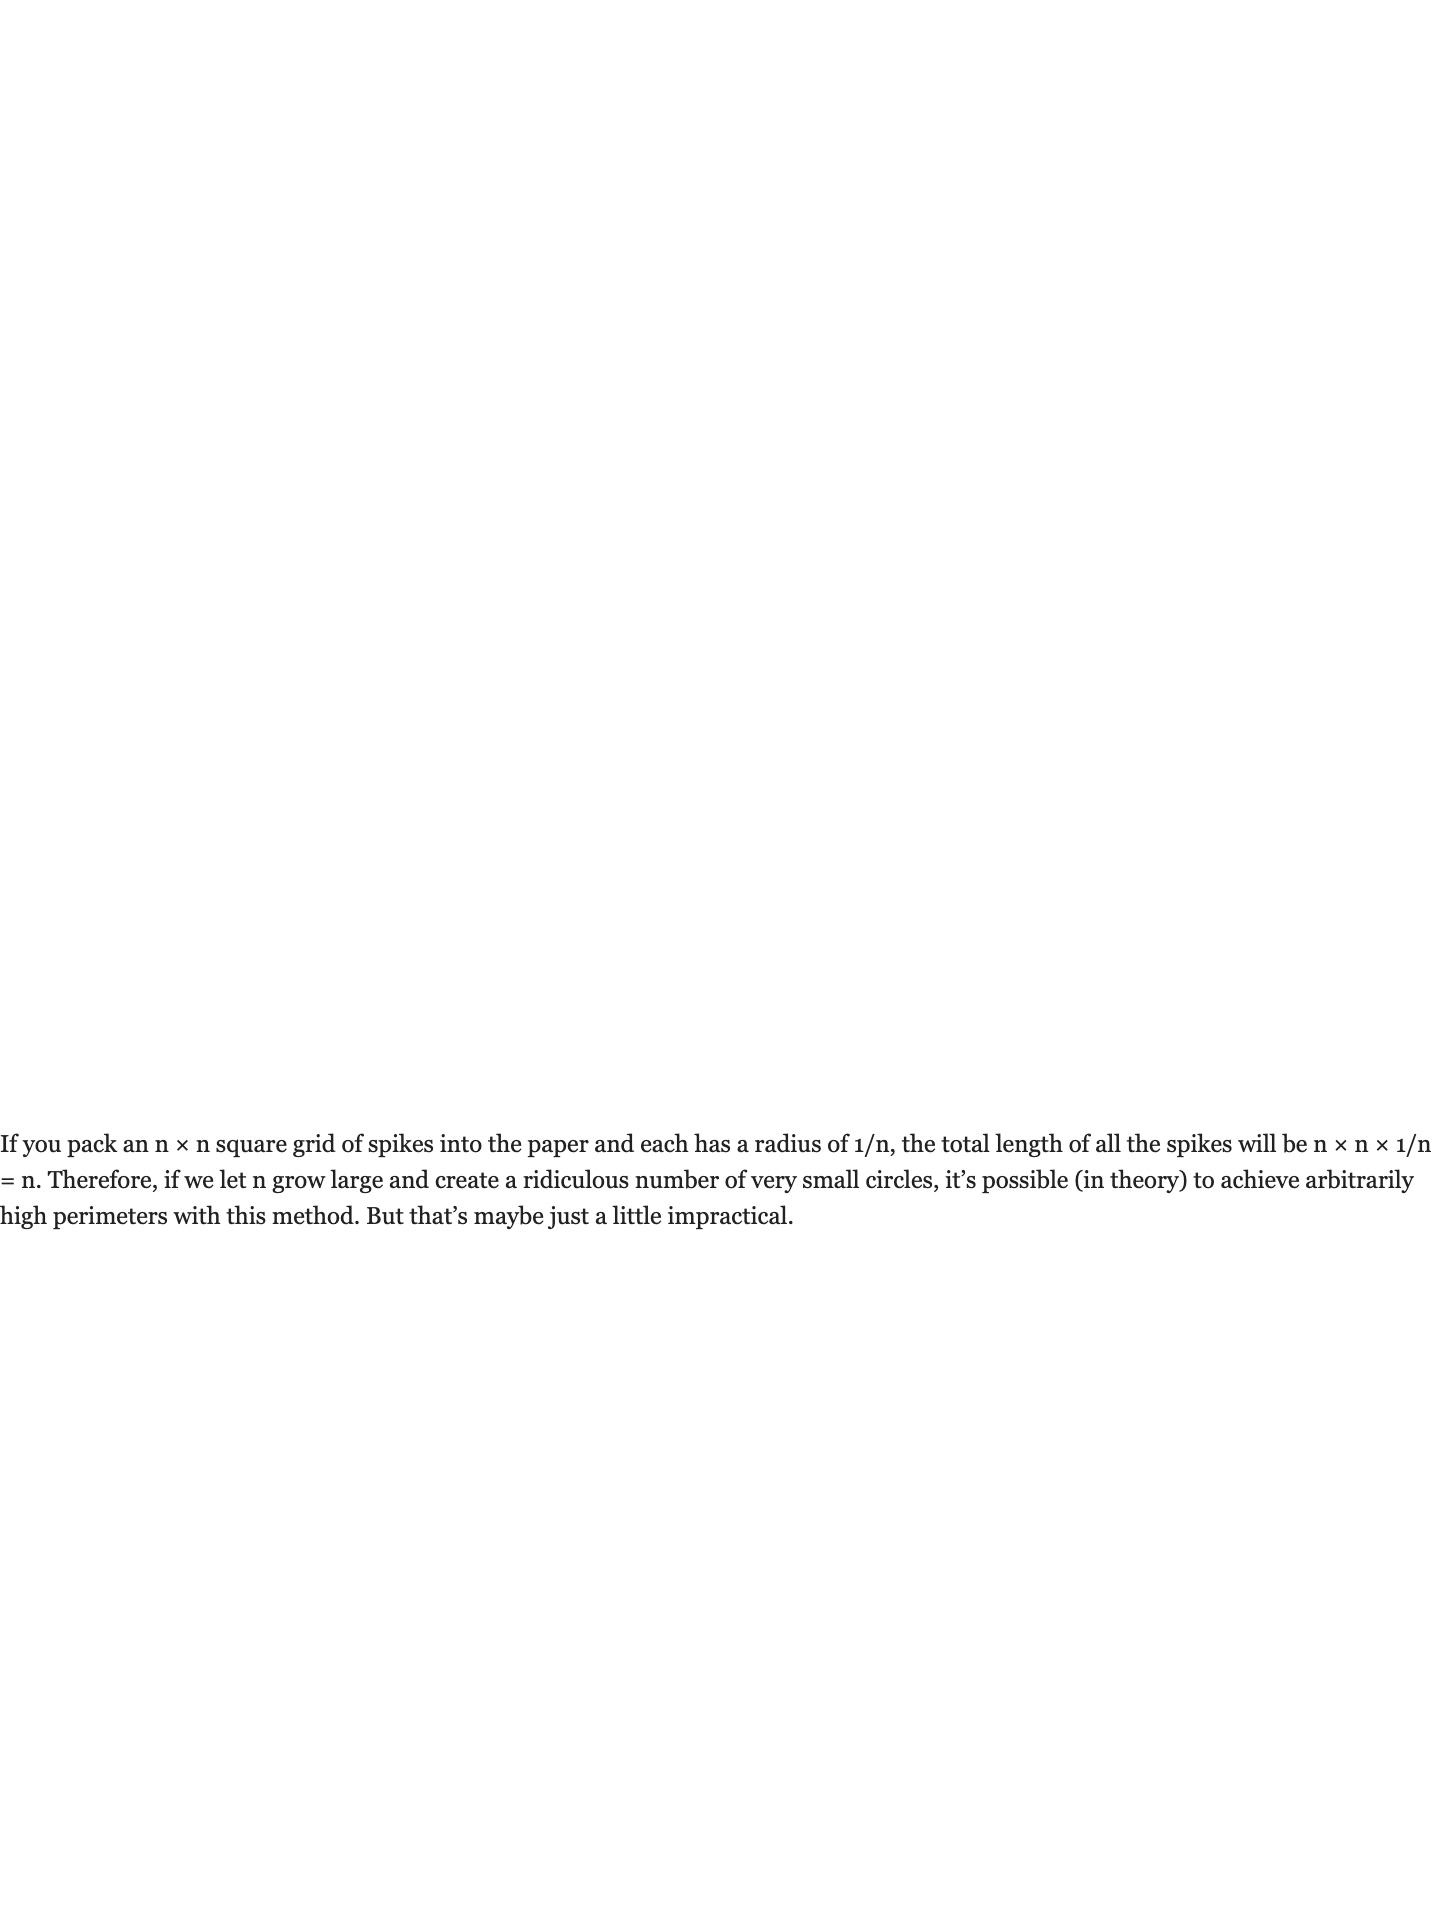 If you pack an n × n square grid of spikes into the paper and each has a radius of 1/n, the total length of all the spikes will be n × n × 1/n
= n. Therefore, if we let n grow large and create a ridiculous number of very small circles, it’s possible (in theory) to achieve arbitrarily
high perimeters with this method. But that’s maybe just a little impractical.